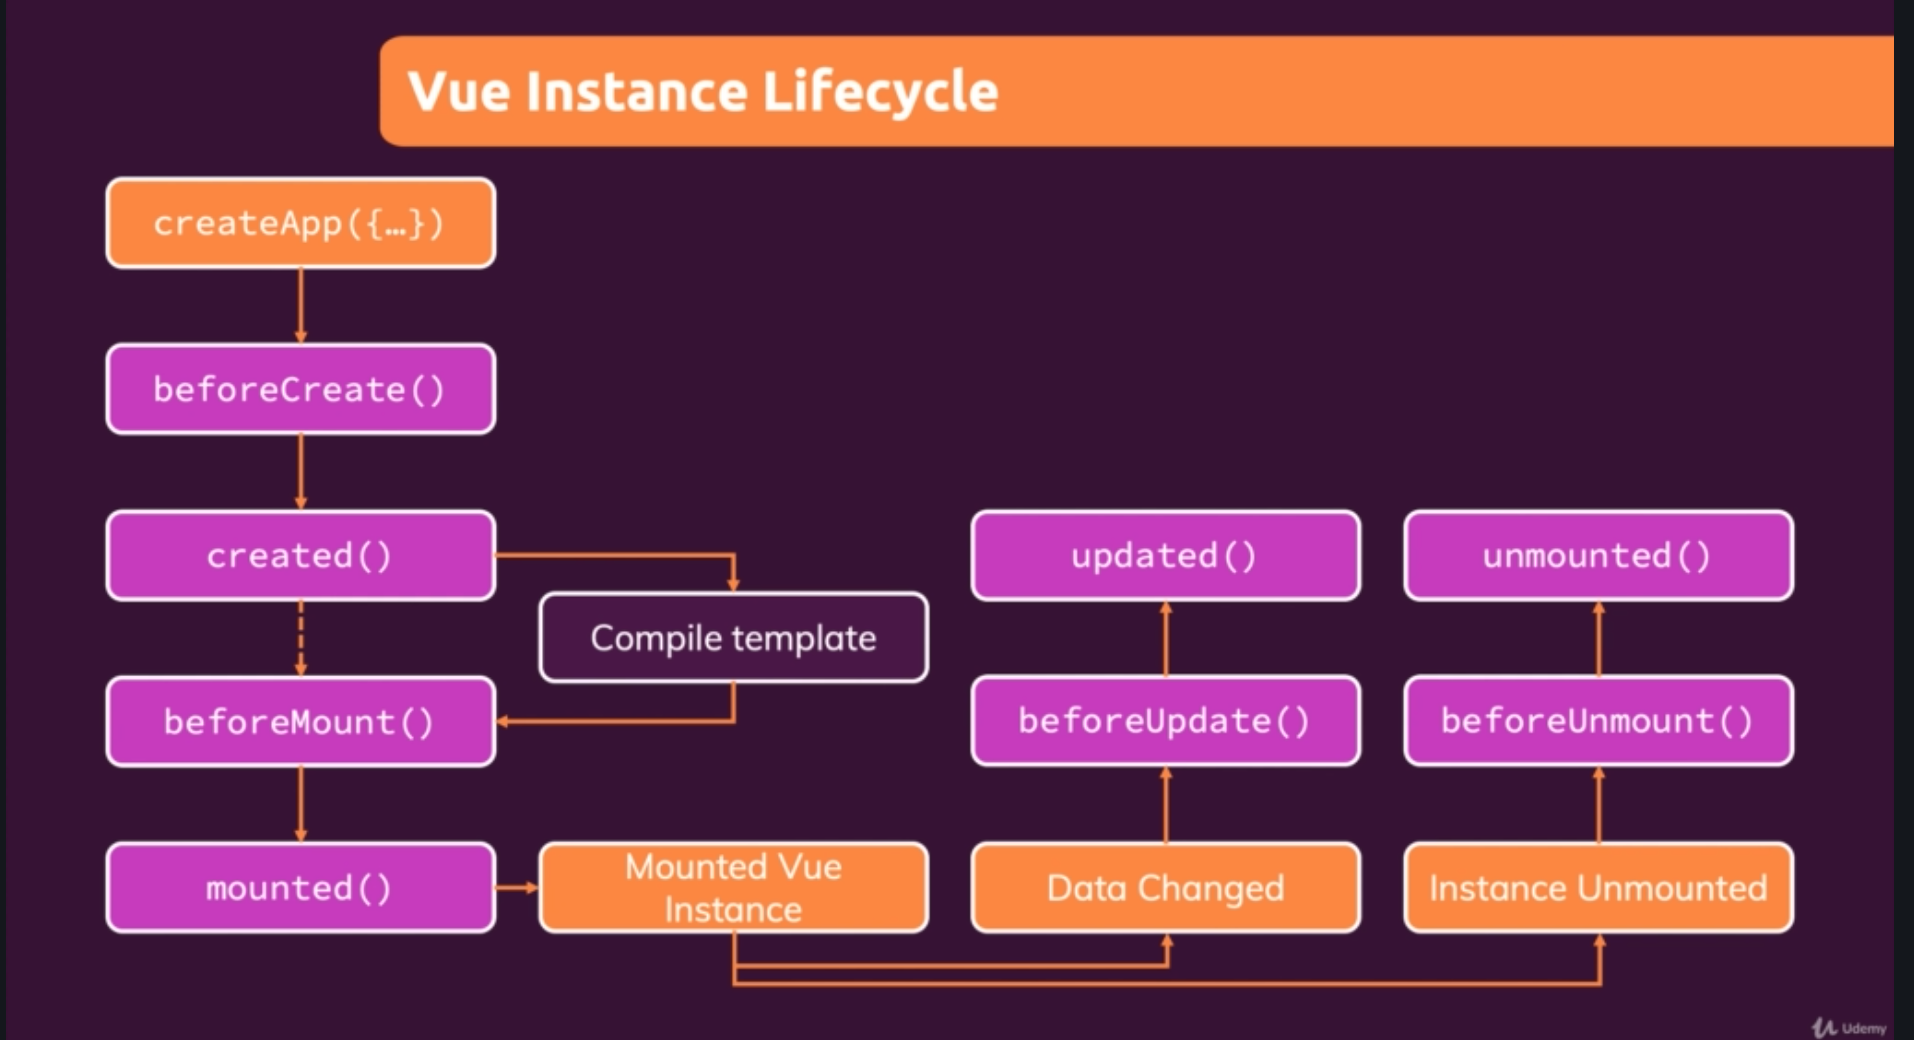 Vue Instance Lifecycle
createApp({…})
beforeCreate()
created()
Compile template
beforeMount()
mounted()
Mounted Vue
Instance
updated()
beforeUpdate()
Data Changed
unmounted()
beforeUnmount()
Instance Unmounted
Udemy